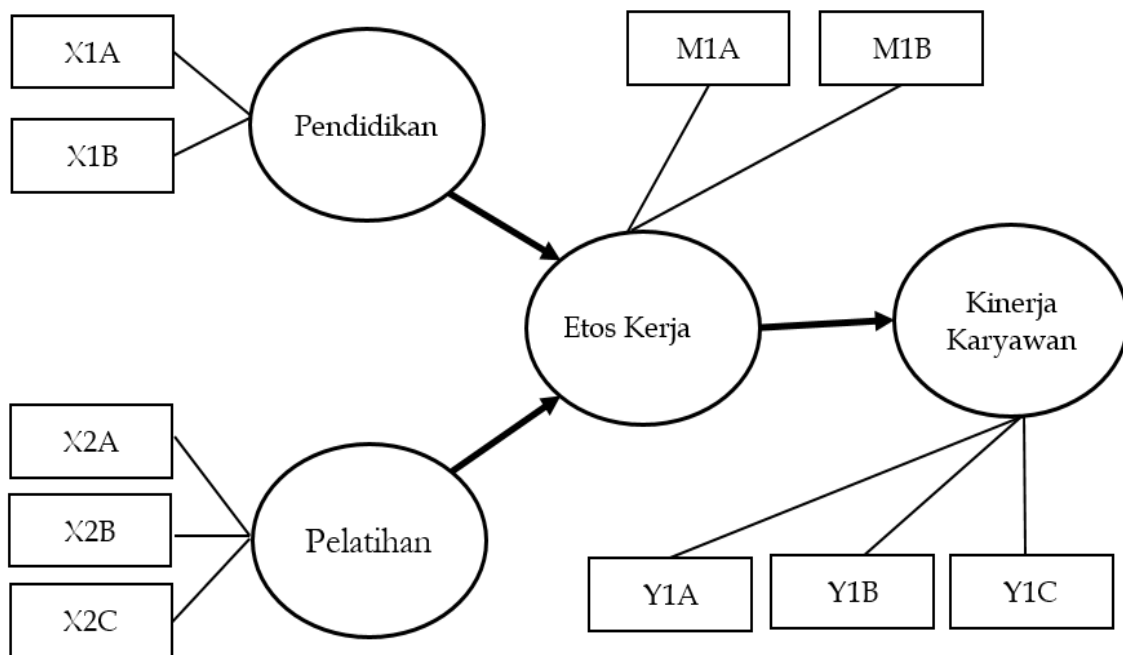 X1A
X1B
Pendidikan
M1A
M1B
Etos Kerja
Kinerja
Karyawan
X2A
X2B
X2C
Pelatihan
Y1A
Y1B
Y1C